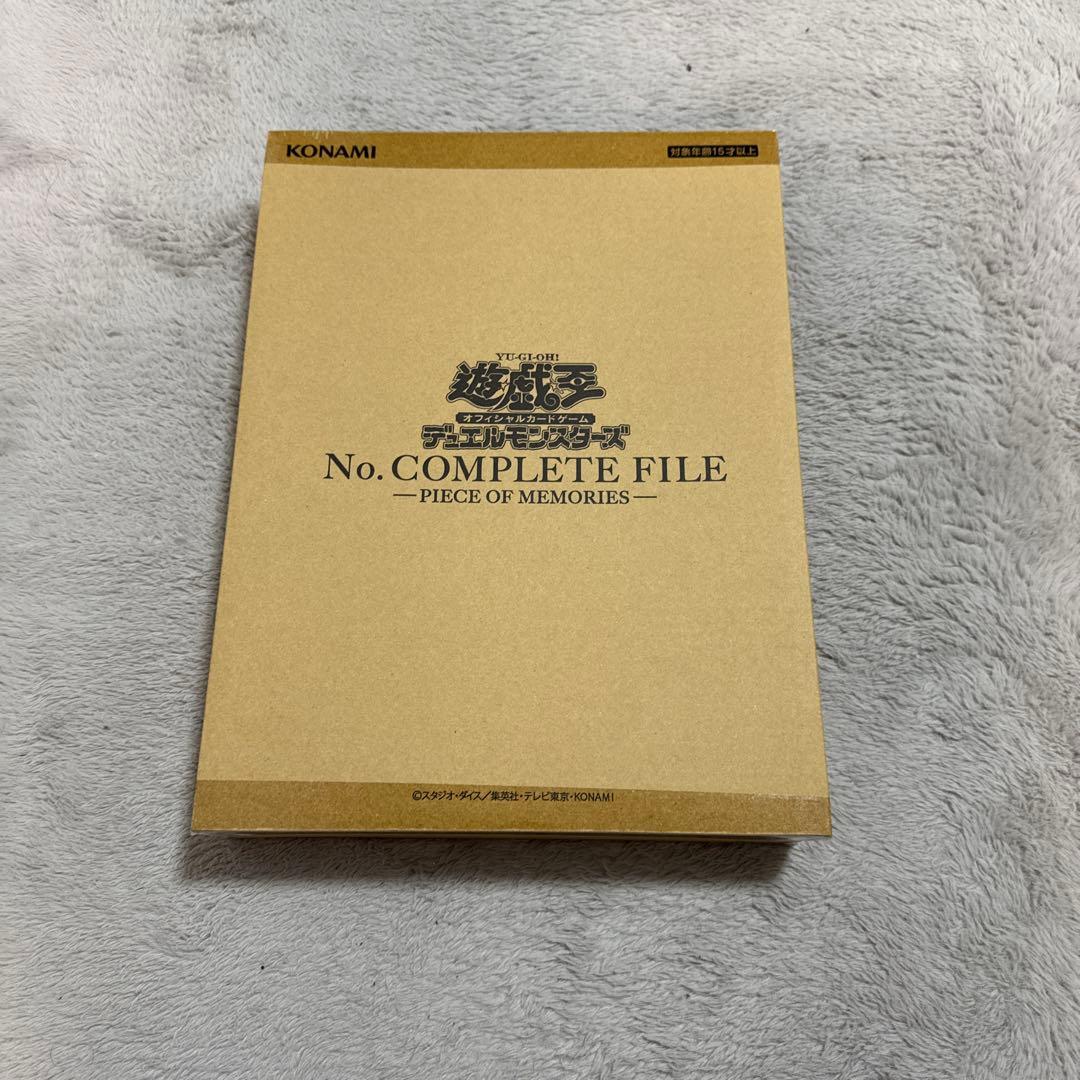 KONAMI
対象年齢15才以上
YU-GI-OH!
遊戯王
オフィシャルカードゲーム
デュエルモンスターズ
No. COMPLETE FILE
—PIECE OF MEMORIES—
©スタジオ・ダイス/集英社・テレビ東京・KONAMI